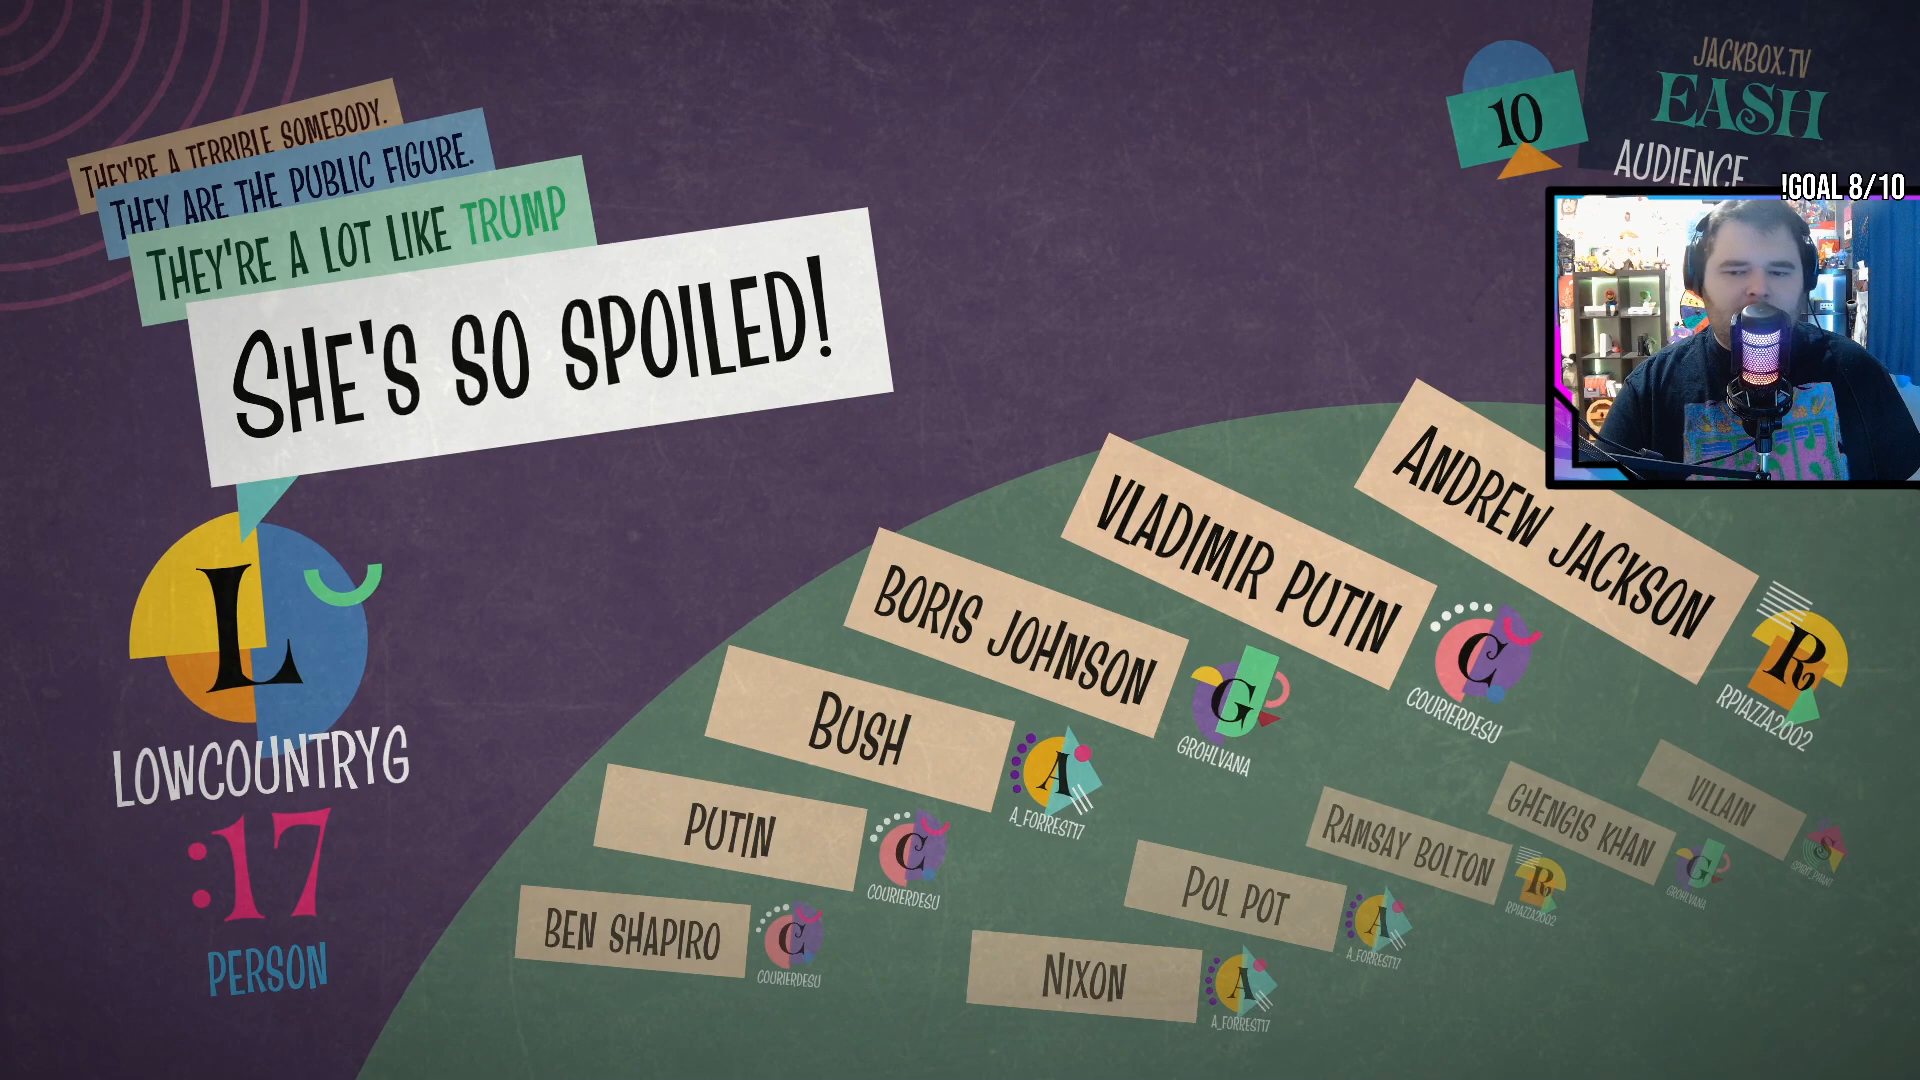 THEY'RE A TERRIBLE SOMEBODY.
THEY ARE THE PUBLIC FIGURE.
THEY'RE A LOT LIKE TRUMP
SHE'S SO SPOILED!
L
LOWCOUNTRYG
:17
PERSON
10
JACKBOX.TV
EASH
AUDIENCE
!GOAL 8/10
ANDREW JACKSON
R
RPIAZZA2002
VLADIMIR PUTIN
C
COURIERDESU
BORIS JOHNSON
G
GROHLVANA
BUSH
A
A_FORREST17
PUTIN
C
COURIERDESU
BEN SHAPIRO
C
COURIERDESU
VILLAIN
S
GHENGIS KHAN
G
GROHLVANA
RAMSAY BOLTON
R
RPIAZZA2002
POL POT
A
A_FORREST17
NIXON
A
A_FORREST17